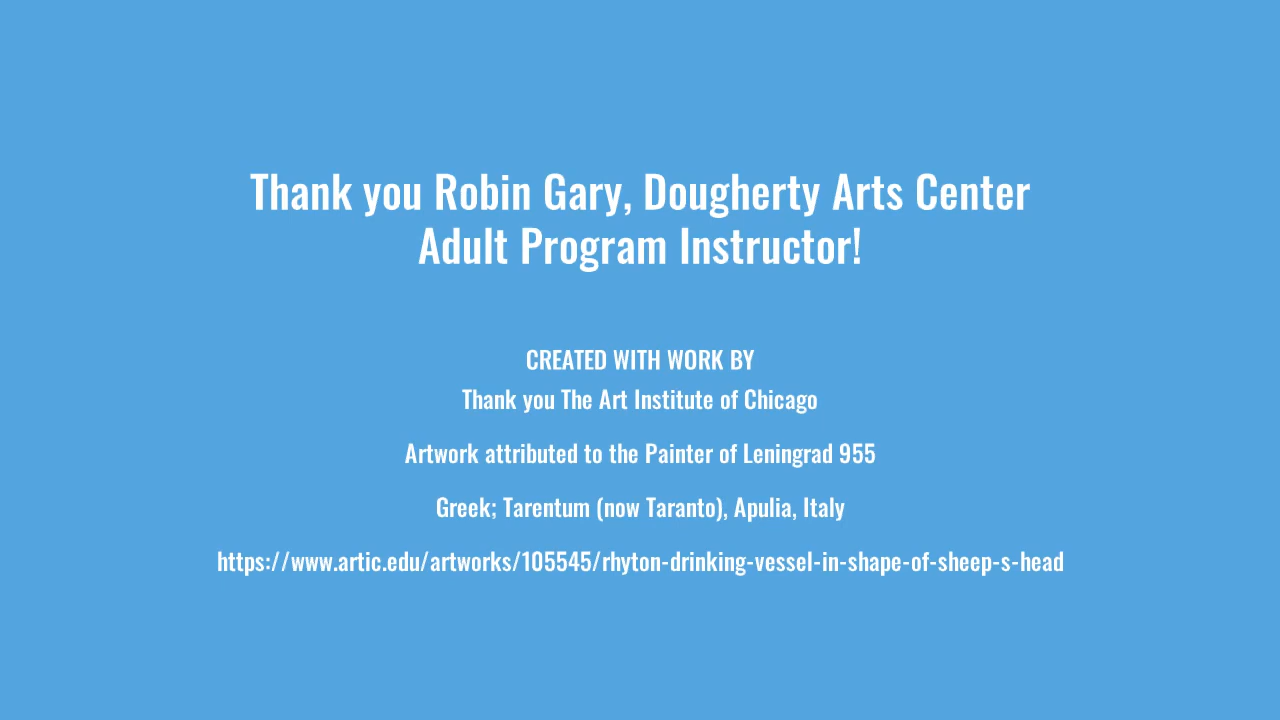 Thank you Robin Gary, Dougherty Arts Center
Adult Program Instructor!
CREATED WITH WORK BY
Thank you The Art Institute of Chicago
Artwork attributed to the Painter of Leningrad 955
Greek; Tarentum (now Taranto), Apulia, Italy
https://www.artic.edu/artworks/105545/rhyton-drinking-vessel-in-shape-of-sheep-s-head